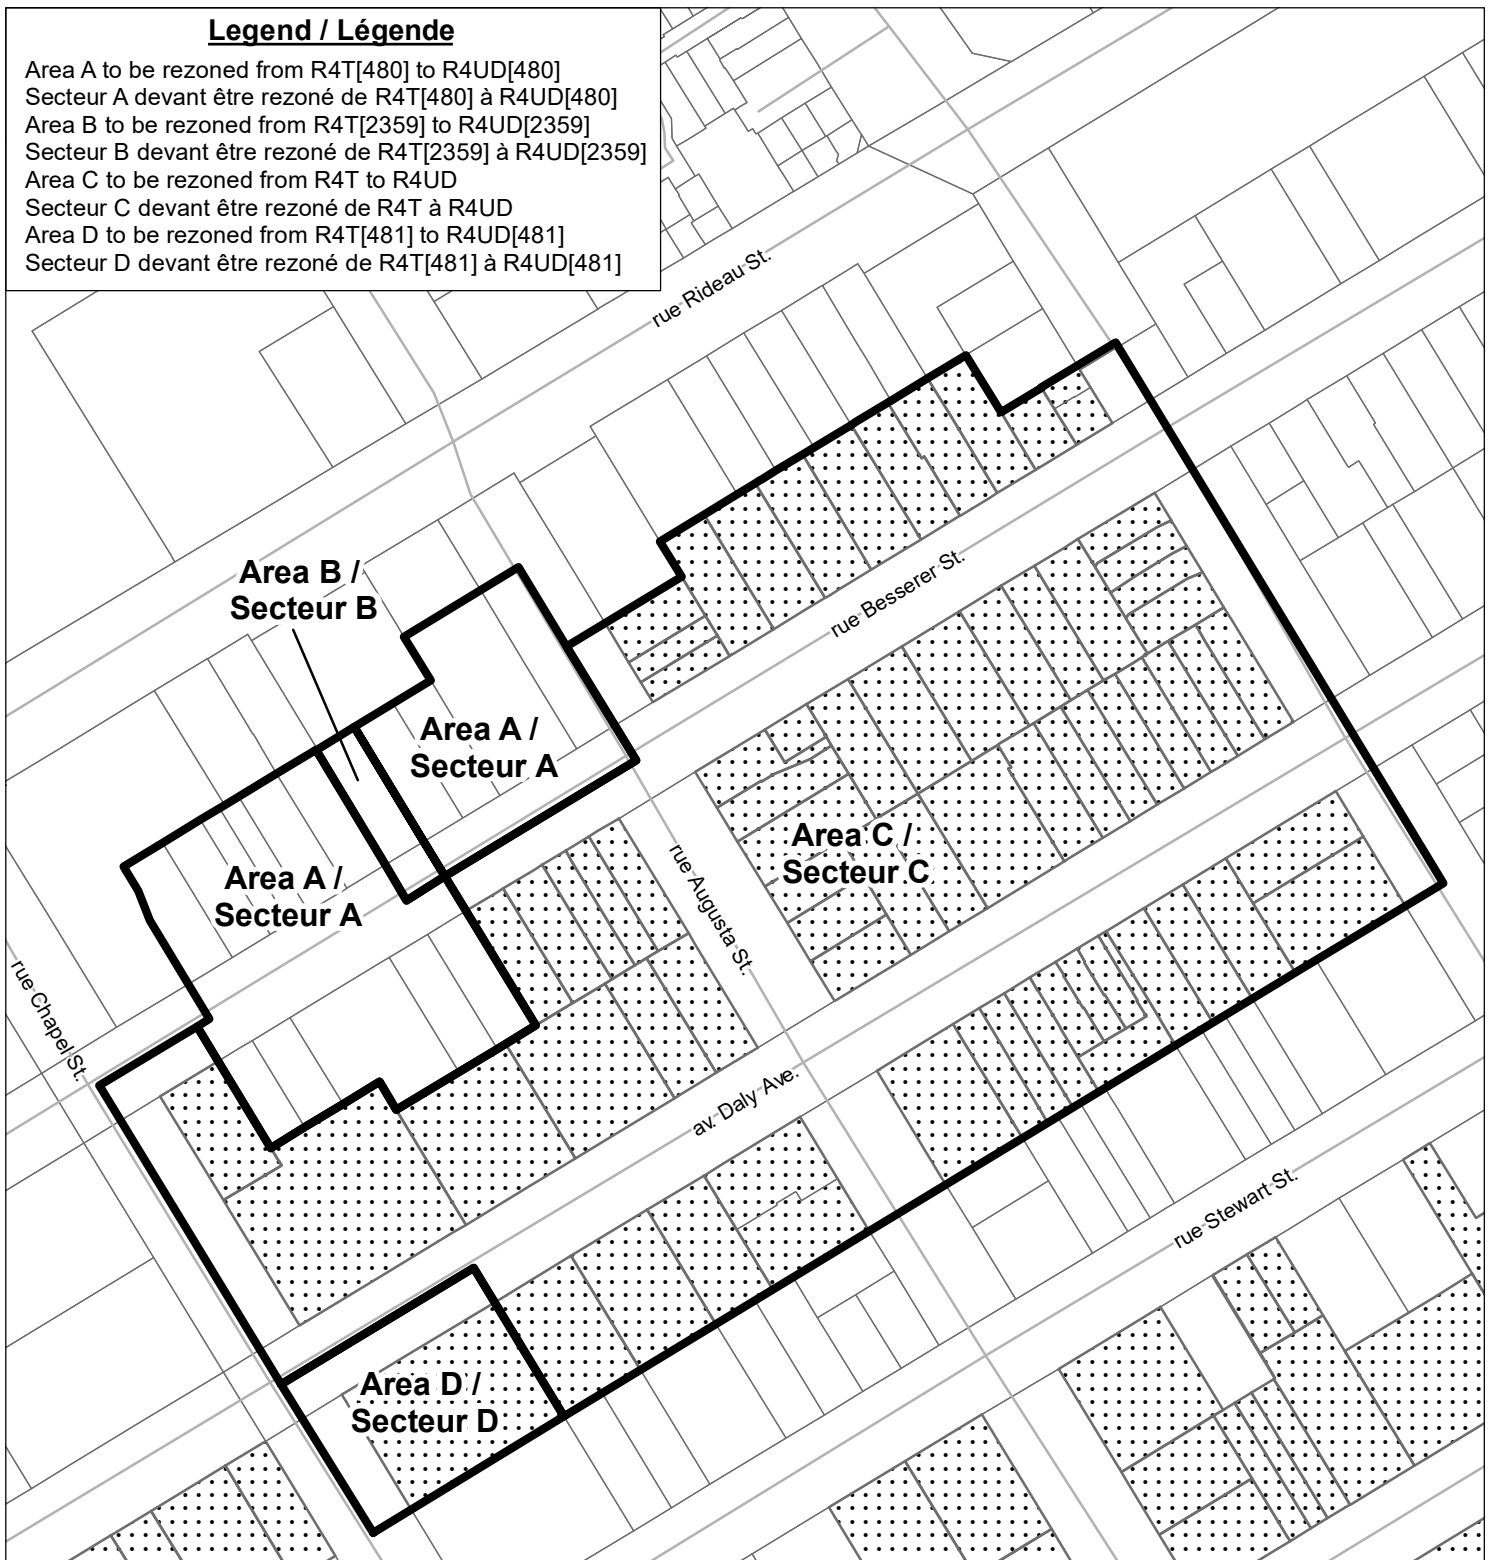 Legend / Légende
Area A to be rezoned from R4T[480] to R4UD[480]
Secteur A devant être rezoné de R4T[480] à R4UD[480]
Area B to be rezoned from R4T[2359] to R4UD[2359]
Secteur B devant être rezoné de R4T[2359] à R4UD[2359]
Area C to be rezoned from R4T to R4UD
Secteur C devant être rezoné de R4T à R4UD
Area D to be rezoned from R4T[481] to R4UD[481]
Secteur D devant être rezoné de R4T[481] à R4UD[481]
rue Rideau St.
Area B /
Secteur B
rue Besserer St.
Area A /
Secteur A
Area C /
Secteur C
Area A /
Secteur A
rue Augusta St.
rue Chapel St.
av. Daly Ave.
rue Stewart St.
Area D /
Secteur D